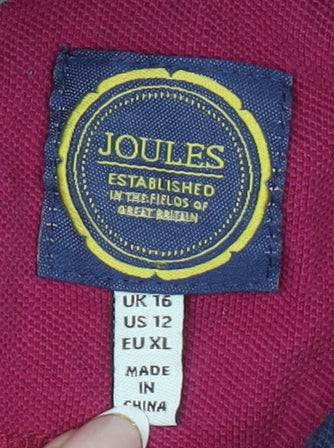 JOULES
ESTABLISHED
IN THE FIELDS OF
GREAT BRITAIN
UK 16
US 12
EU XL
MADE
IN
CHINA